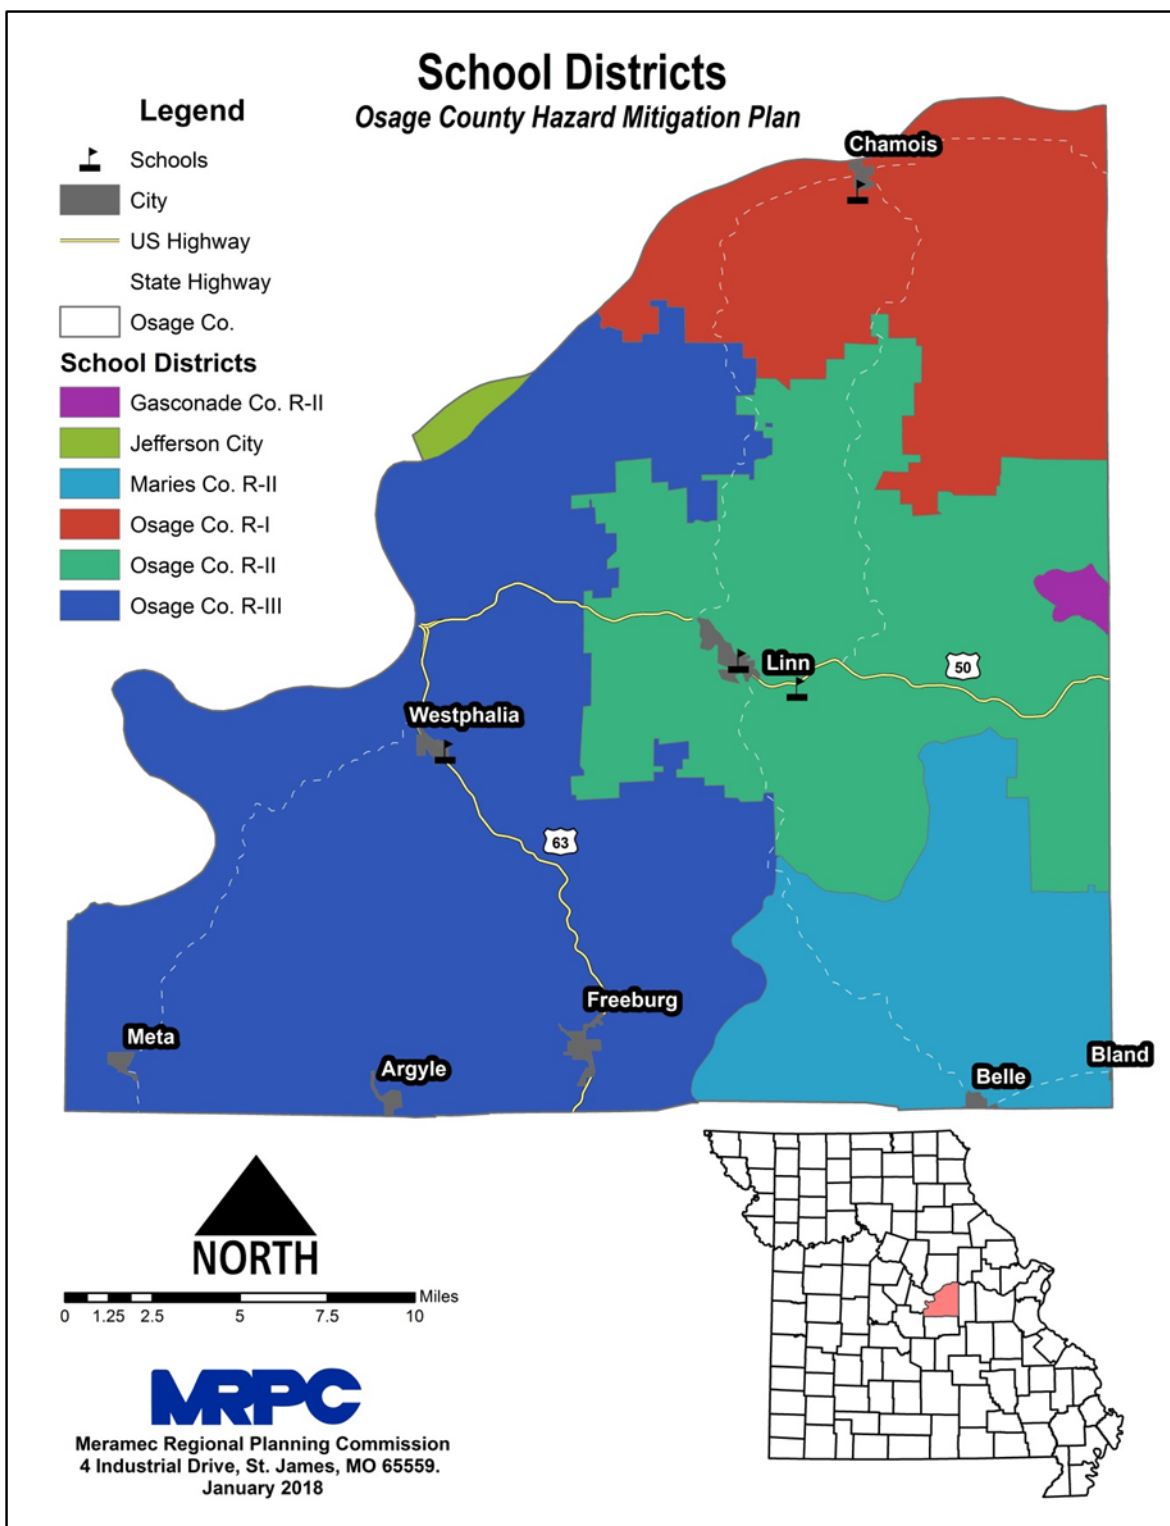 School Districts
Osage County Hazard Mitigation Plan
Legend
Schools
City
US Highway
State Highway
Osage Co.
School Districts
Gasconade Co. R-II
Jefferson City
Maries Co. R-II
Osage Co. R-I
Osage Co. R-II
Osage Co. R-III
Chamois
Linn
50
Westphalia
63
Freeburg
Meta
Argyle
Belle
Bland
NORTH
Miles
0 1.25 2.5 5 7.5 10
MRPC
Meramec Regional Planning Commission
4 Industrial Drive, St. James, MO 65559.
January 2018